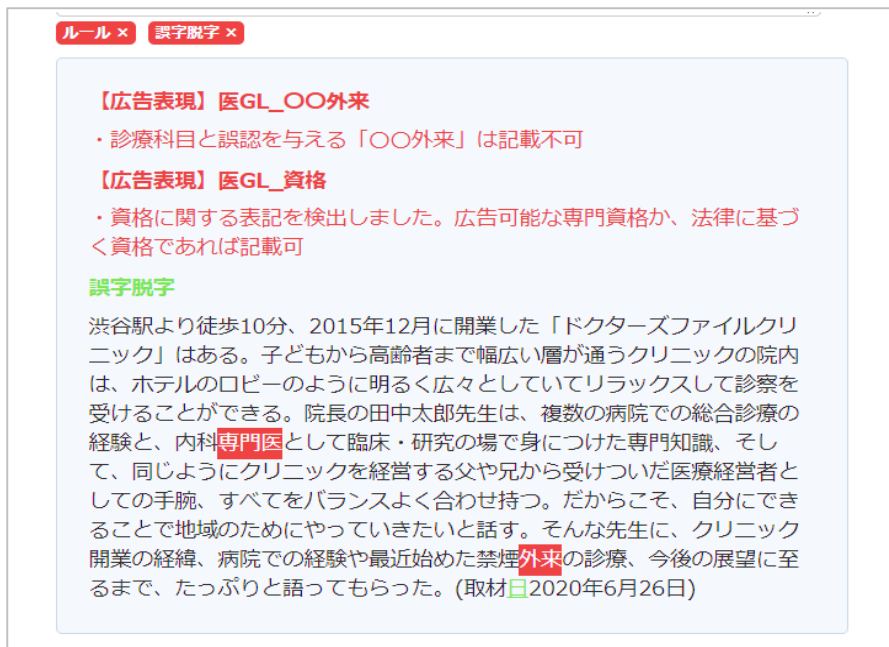 ルール ×
誤字脱字 ×
【広告表現】医GL_〇〇外来
・診療科目と誤認を与える「〇〇外来」は記載不可
【広告表現】医GL_資格
・資格に関する表記を検出しました。広告可能な専門資格か、法律に基づ
く資格であれば記載可
誤字脱字
渋谷駅より徒歩10分、2015年12月に開業した「ドクターズファイルクリ
ニック」はある。子どもから高齢者まで幅広い層が通うクリニックの院内
は、ホテルのロビーのように明るく広々としていてリラックスして診察を
受けることができる。院長の田中太郎先生は、複数の病院での総合診療の
経験と、内科専門医として臨床・研究の場で身につけた専門知識、そし
て、同じようにクリニックを経営する父や兄から受けついだ医療経営者と
しての手腕、すべてをバランスよく合わせ持つ。だからこそ、自分にでき
ることで地域のためにやっていきたいと話す。そんな先生に、クリニック
開業の経緯、病院での経験や最近始めた禁煙外来の診療、今後の展望に至
るまで、たっぷりと語ってもらった。(取材日2020年6月26日)